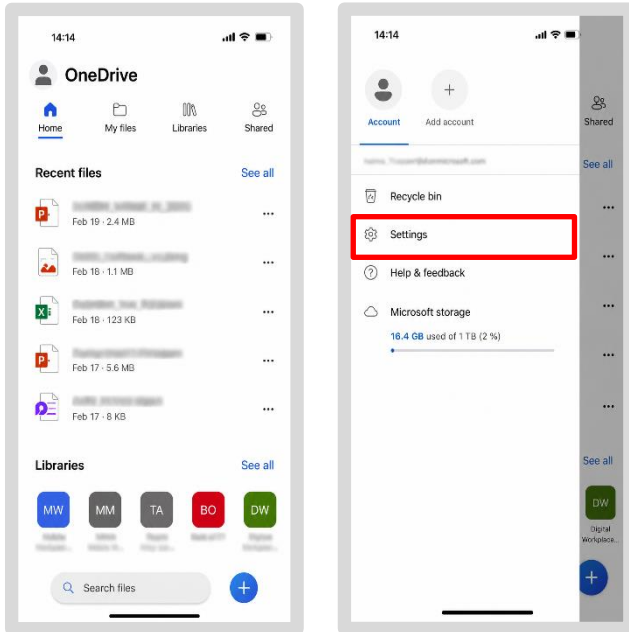 14:14
OneDrive
Home My files Libraries Shared
Recent files See all
Feb 19 · 2.4 MB
Feb 18 · 1.1 MB
Feb 18 · 123 KB
Feb 17 · 5.6 MB
Feb 17 · 8 KB
Libraries See all
MW MM TA BO DW
Search files
14:14
Account Add account
Shared
See all
Recycle bin
Settings
Help & feedback
Microsoft storage
16.4 GB used of 1 TB (2 %)
See all
DW
Digital
Workplace...